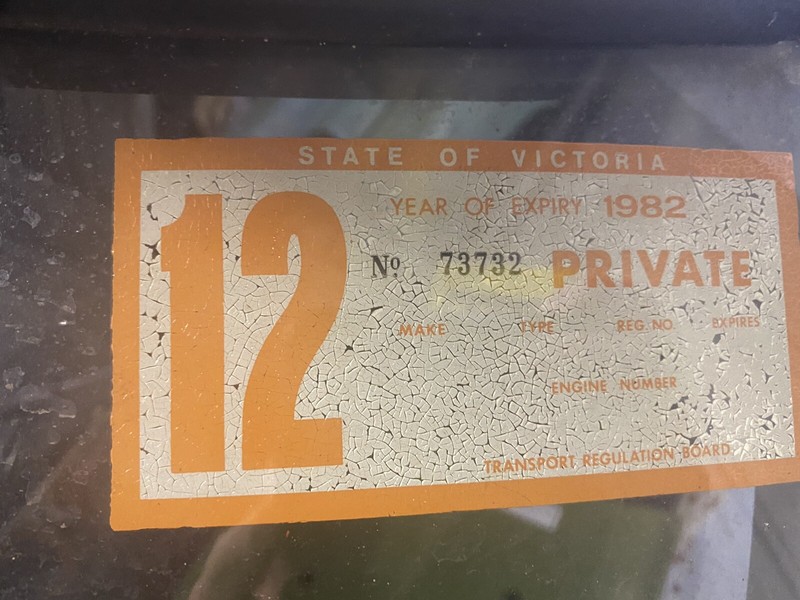 STATE OF VICTORIA
12
YEAR OF EXPIRY 1982
Nº 73732 PRIVATE
MAKE TYPE REG. NO. EXPIRES
ENGINE NUMBER
TRANSPORT REGULATION BOARD